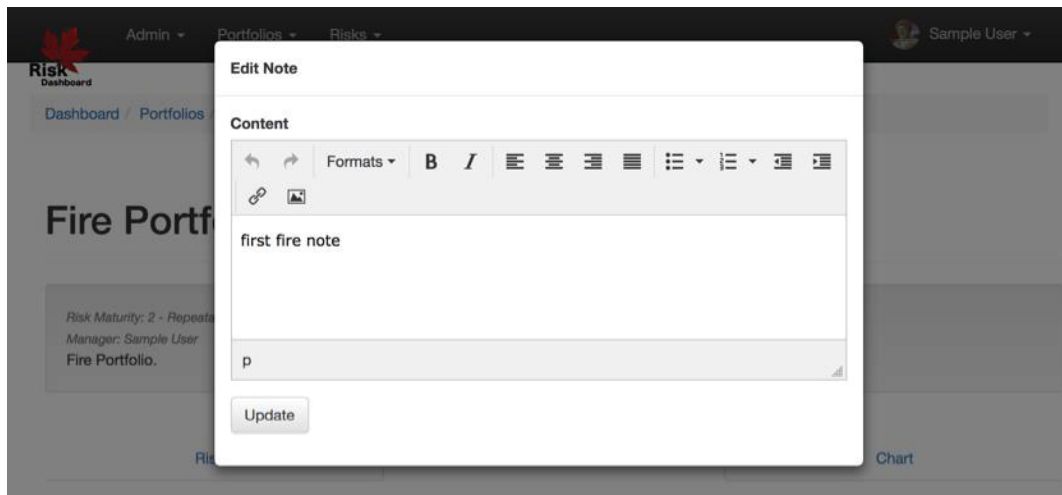 Admin Portfolios Risks Sample User
Risk
Dashboard
Edit Note
Dashboard / Portfolios /
Content
Formats B I
Fire Portf
first fire note
Risk Maturity: 2 - Repeata
Manager: Sample User
Fire Portfolio.
p
Update
Ris
Chart